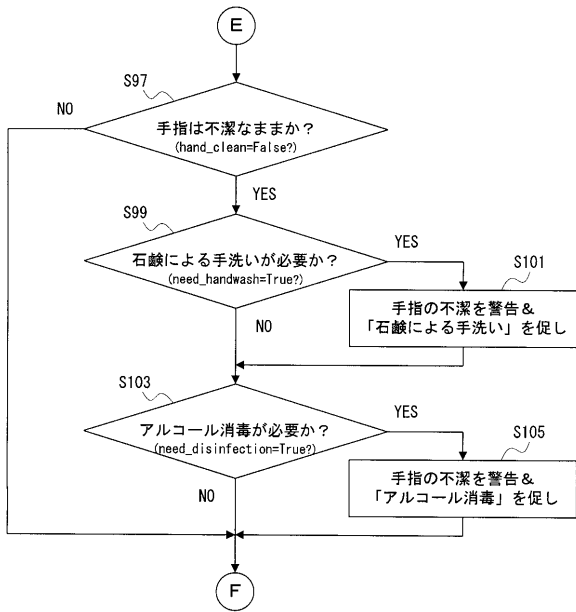 E
S97
NO
手指は不潔なままか？
(hand_clean=False?)
YES
S99
石鹸による手洗いが必要か？
(need_handwash=True?)
YES
S101
手指の不潔を警告＆
「石鹸による手洗い」を促し
NO
S103
アルコール消毒が必要か？
(need_disinfection=True?)
YES
S105
手指の不潔を警告＆
「アルコール消毒」を促し
NO
F